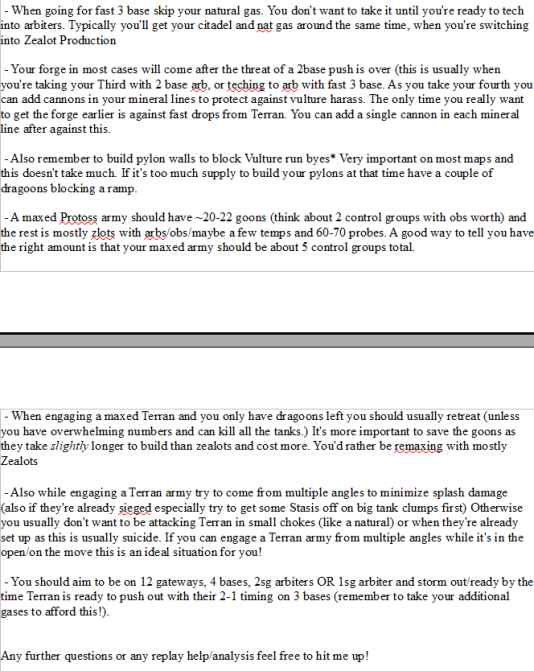 - When going for fast 3 base skip your natural gas. You don't want to take it until you're ready to tech
into arbiters. Typically you'll get your citadel and nat gas around the same time, when you're switching
into Zealot Production
- Your forge in most cases will come after the threat of a 2base push is over (this is usually when
you're taking your Third with 2 base arb, or teching to arb with fast 3 base. As you take your fourth you
can add cannons in your mineral lines to protect against vulture harass. The only time you really want
to get the forge earlier is against fast drops from Terran. You can add a single cannon in each mineral
line after against this.
- Also remember to build pylon walls to block Vulture run byes* Very important on most maps and
this doesn't take much. If it's too much supply to build your pylons at that time have a couple of
dragoons blocking a ramp.
- A maxed Protoss army should have ~20-22 goons (think about 2 control groups with obs worth) and
the rest is mostly zlots with arbs/obs/maybe a few temps and 60-70 probes. A good way to tell you have
the right amount is that your maxed army should be about 5 control groups total.
- When engaging a maxed Terran and you only have dragoons left you should usually retreat (unless
you have overwhelming numbers and can kill all the tanks.) It's more important to save the goons as
they take slightly longer to build than zealots and cost more. You'd rather be remaxing with mostly
Zealots
- Also while engaging a Terran army try to come from multiple angles to minimize splash damage
(also if they're already sieged especially try to get some Stasis off on big tank clumps first) Otherwise
you usually don't want to be attacking Terran in small chokes (like a natural) or when they're already
set up as this is usually suicide. If you can engage a Terran army from multiple angles while it's in the
open/on the move this is an ideal situation for you!
- You should aim to be on 12 gateways, 4 bases, 2sg arbiters OR 1sg arbiter and storm out/ready by the
time Terran is ready to push out with their 2-1 timing on 3 bases (remember to take your additional
gases to afford this!).
Any further questions or any replay help/analysis feel free to hit me up!